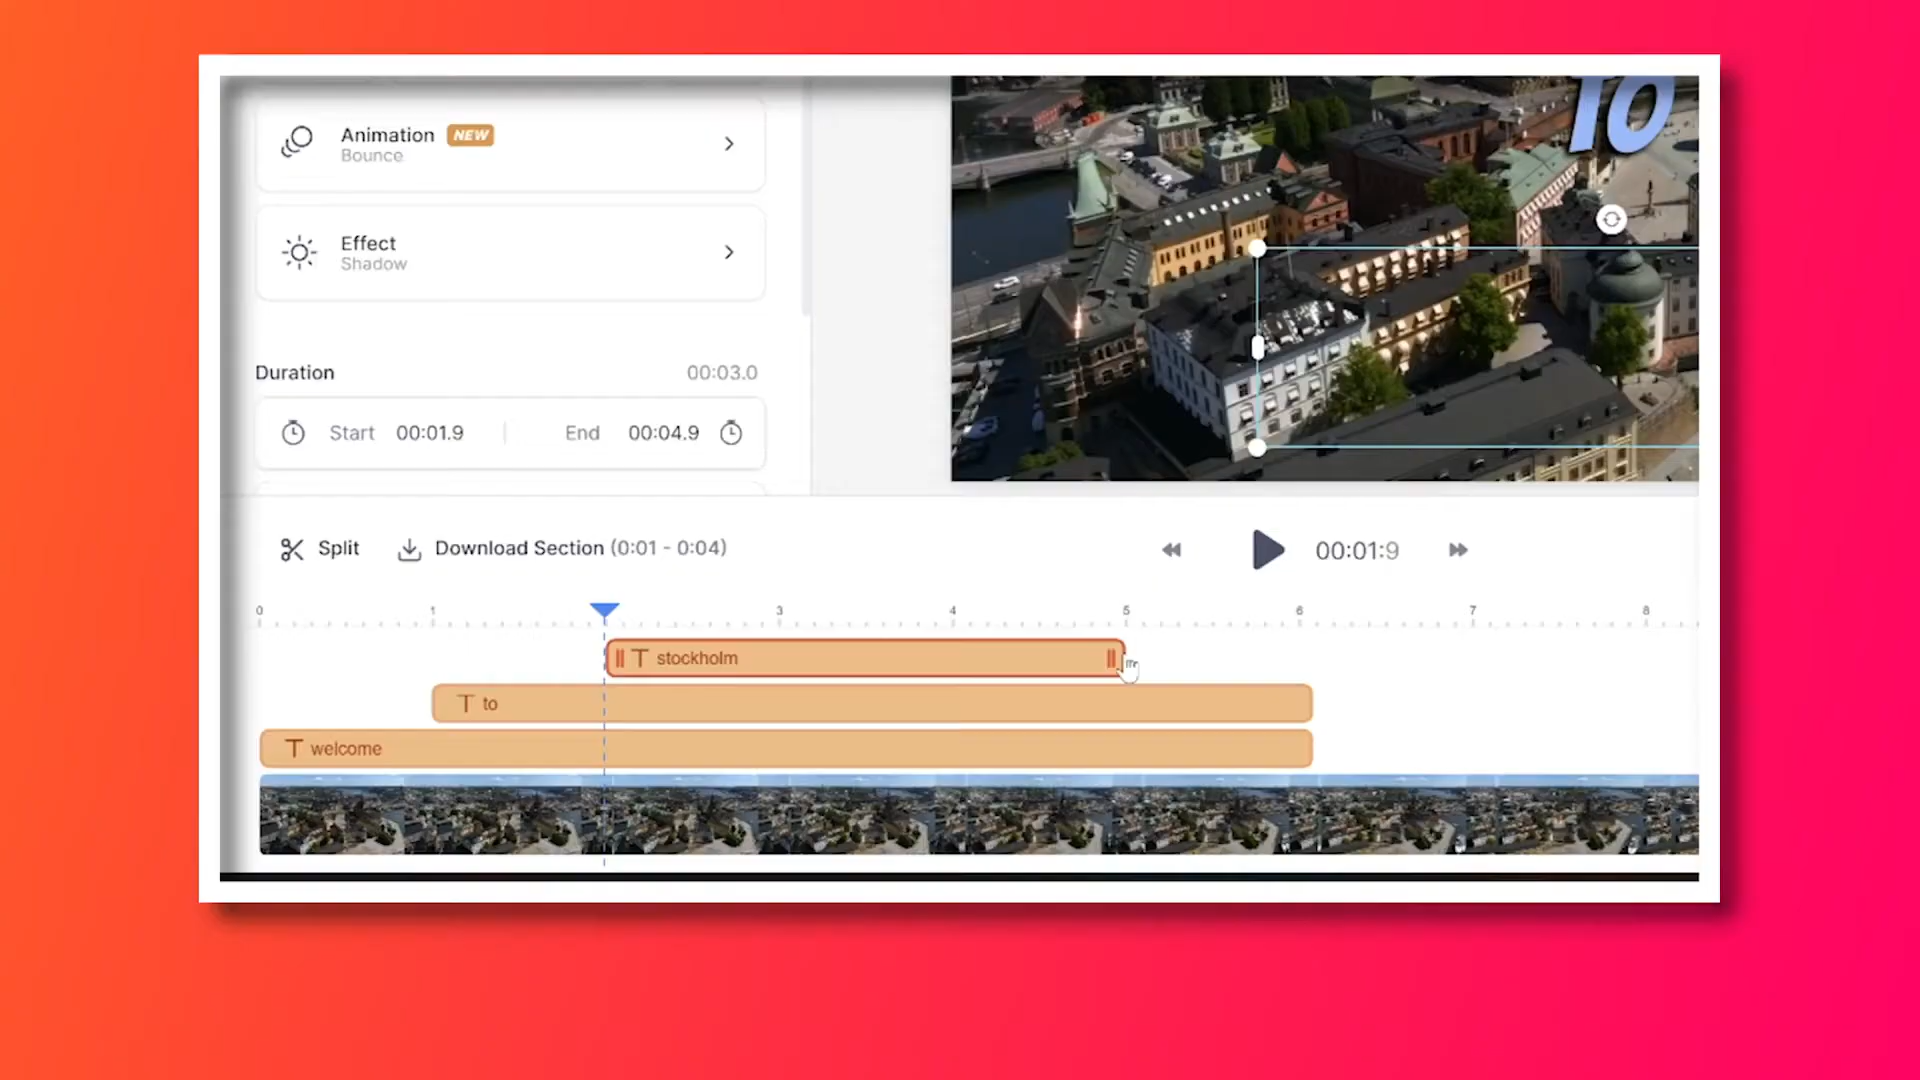 Animation NEW
Bounce
TO
Effect
Shadow
Duration 00:03.0
Start 00:01.9 End 00:04.9
Split Download Section (0:01 - 0:04) 00:01:9
0 1 3 4 5 6 7 8
T stockholm
T to
T welcome